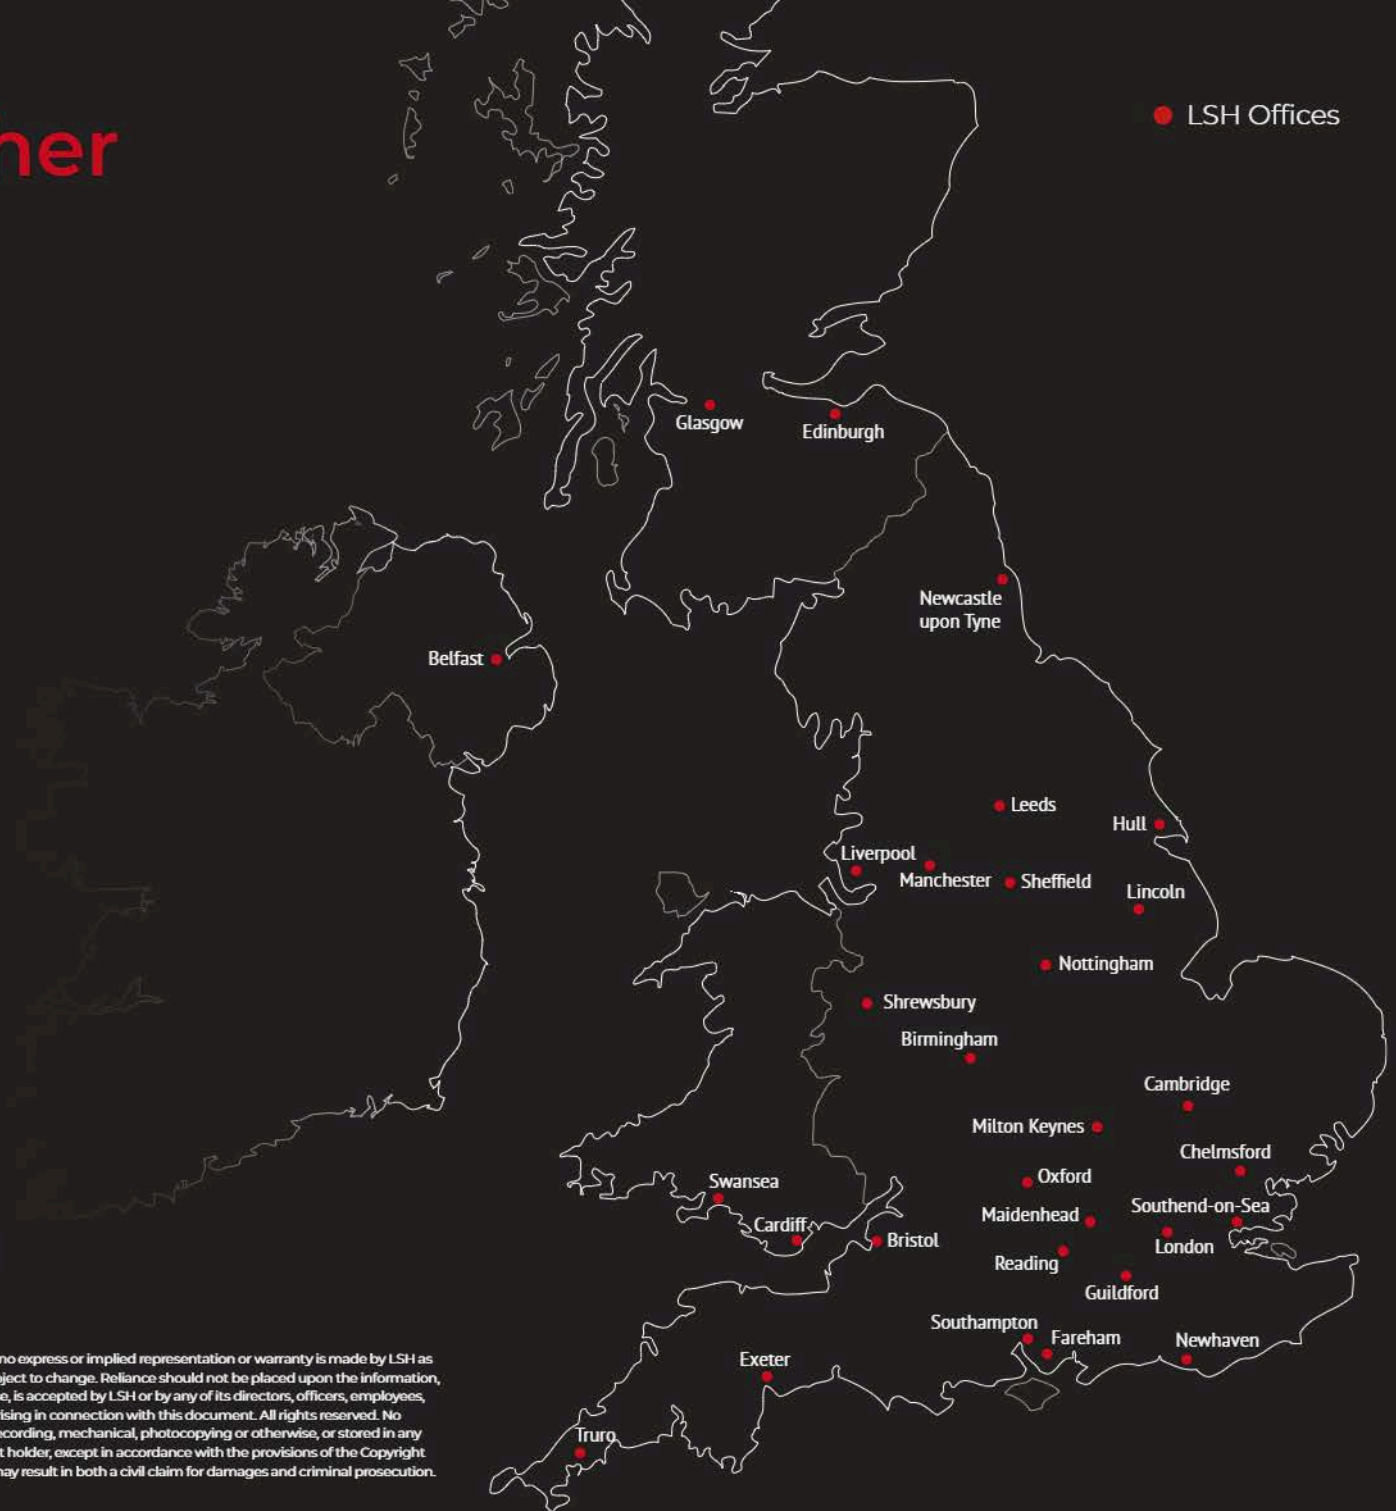 her
LSH Offices
Glasgow
Edinburgh
Newcastle
upon Tyne
Belfast
Leeds
Hull
Liverpool
Manchester
Sheffield
Lincoln
Nottingham
Shrewsbury
Birmingham
Cambridge
Milton Keynes
Chelmsford
Oxford
Swansea
Southend-on-Sea
Maidenhead
Cardiff
Bristol
London
Reading
Guildford
Southampton
Fareham
Newhaven
Exeter
Truro
no express or implied representation or warranty is made by LSH as
ject to change. Reliance should not be placed upon the information,
e, is accepted by LSH or by any of its directors, officers, employees,
ising in connection with this document. All rights reserved. No
ecording, mechanical, photocopying or otherwise, or stored in any
t holder, except in accordance with the provisions of the Copyright
may result in both a civil claim for damages and criminal prosecution.